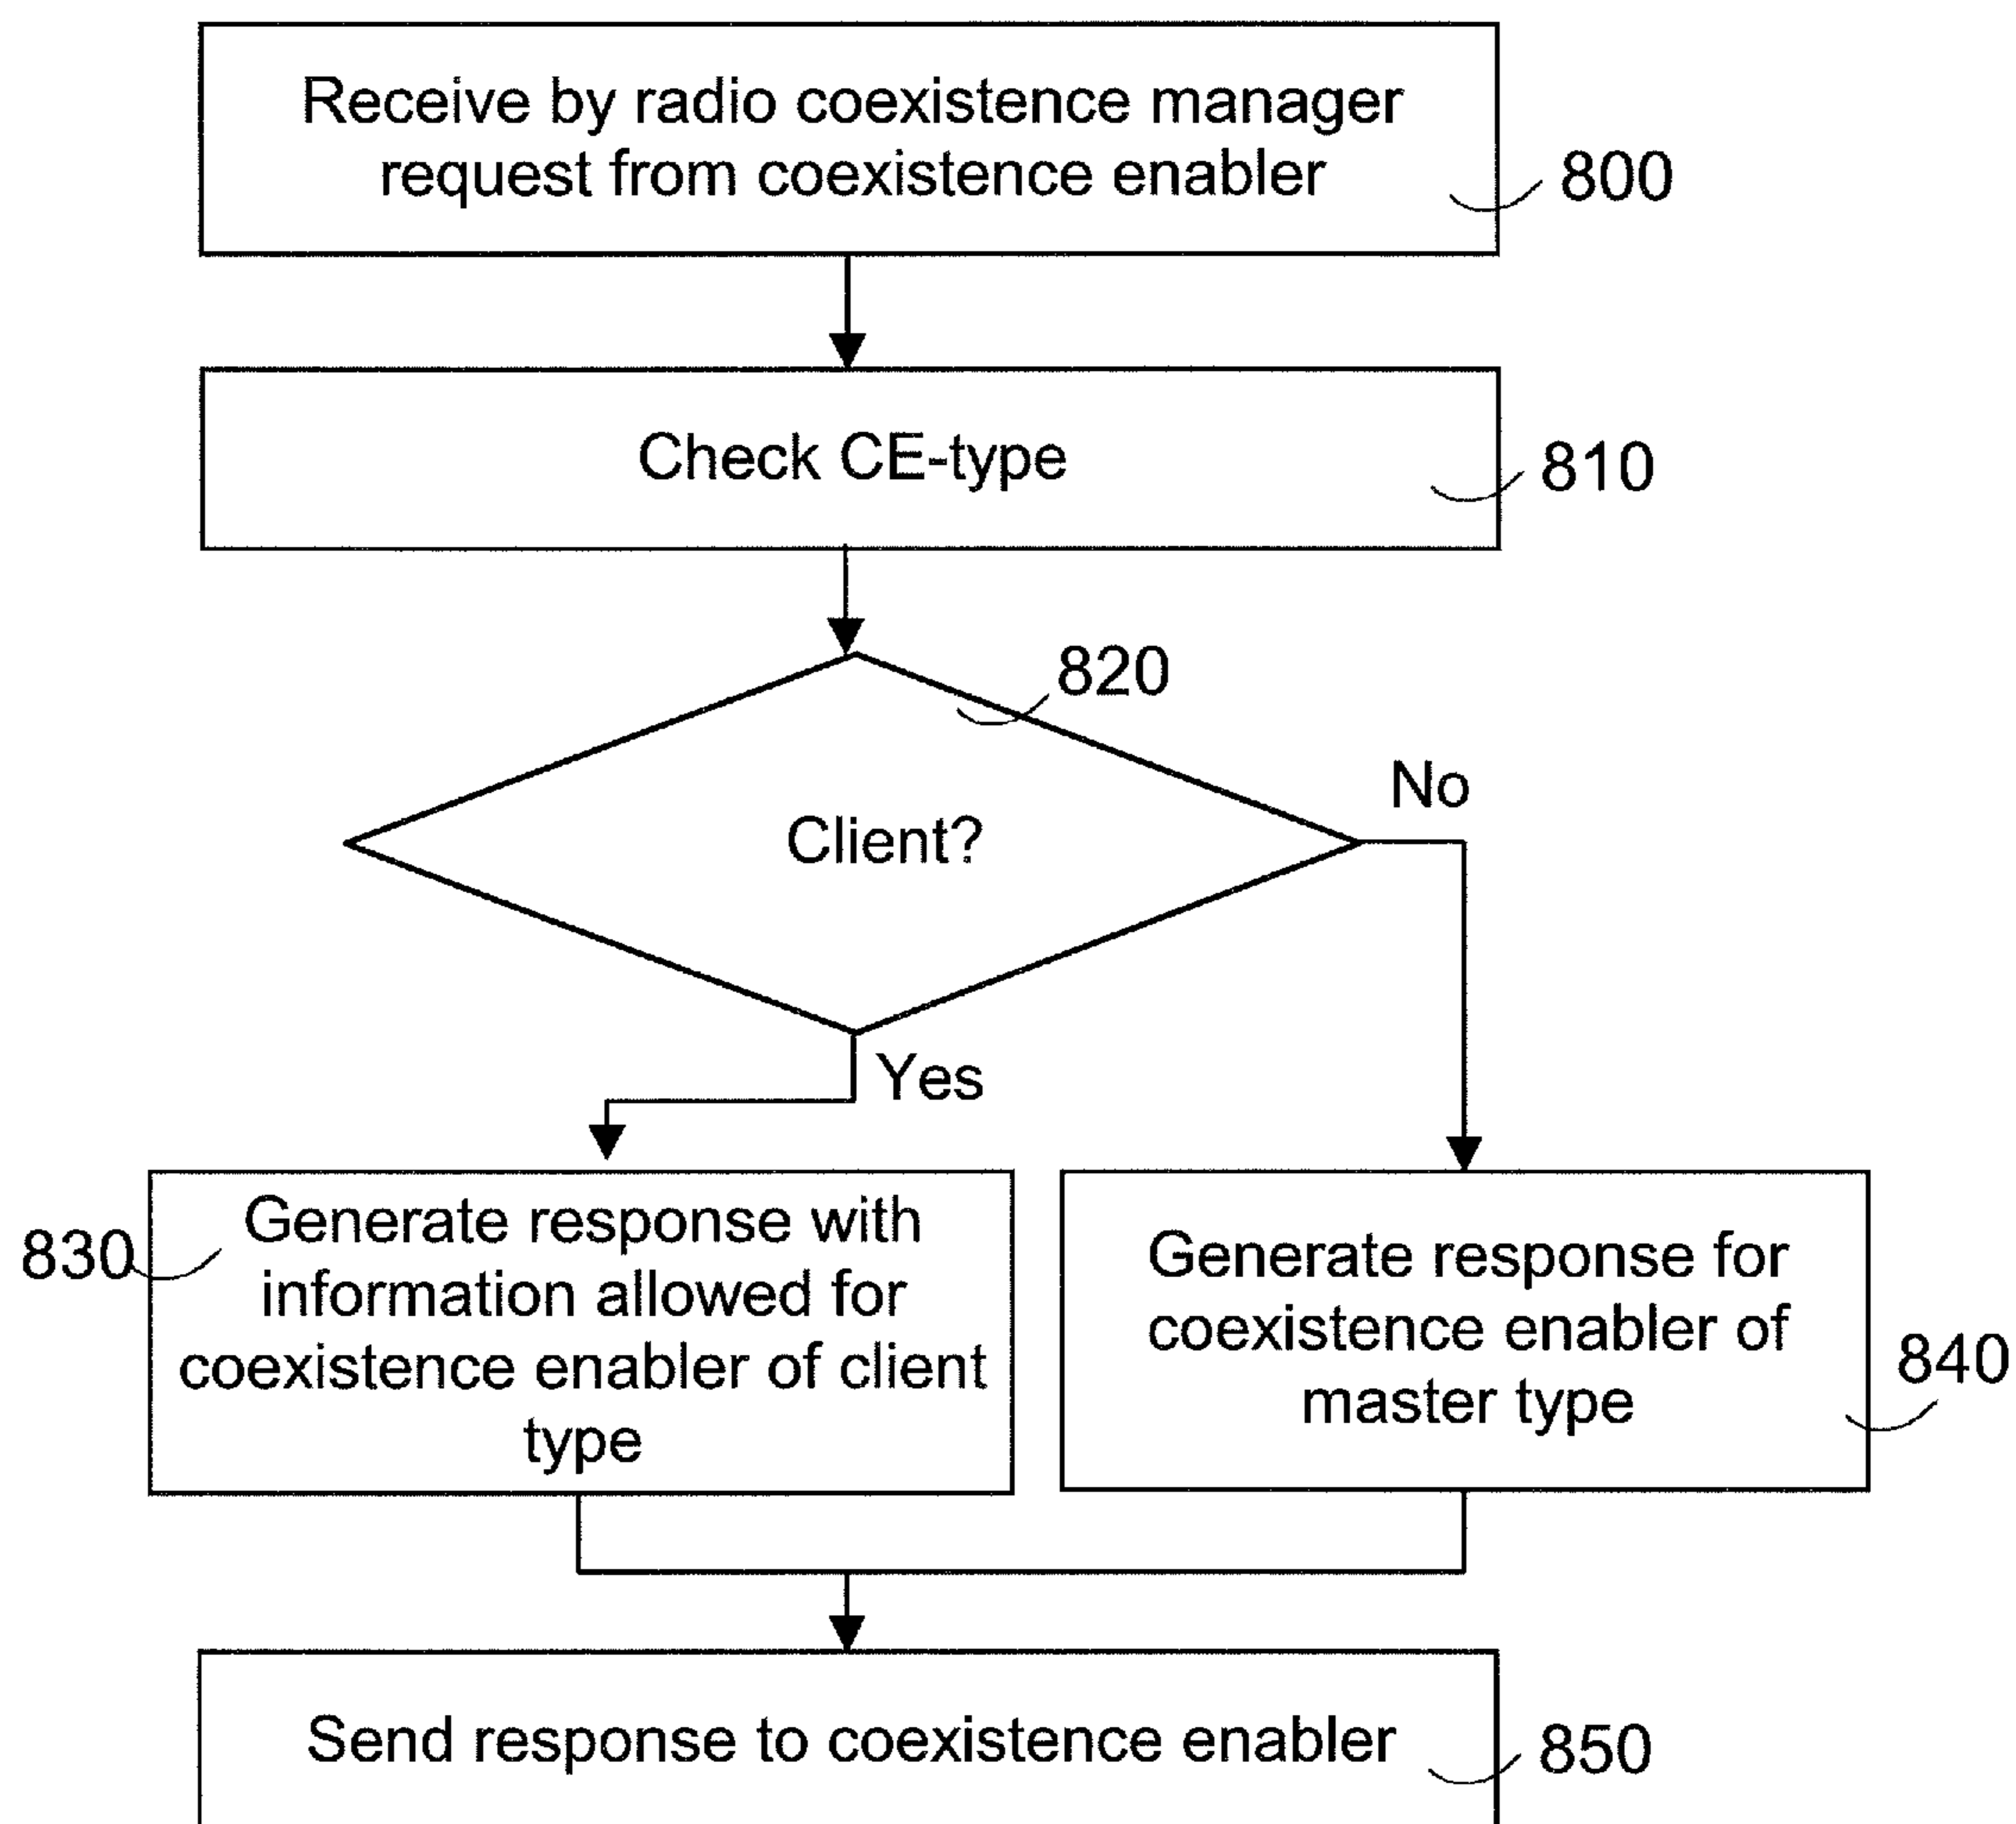 Receive by radio coexistence manager
request from coexistence enabler
800
Check CE-type
810
820
Client?
No
Yes
830
Generate response with
information allowed for
coexistence enabler of client
type
Generate response for
coexistence enabler of
master type
840
Send response to coexistence enabler
850